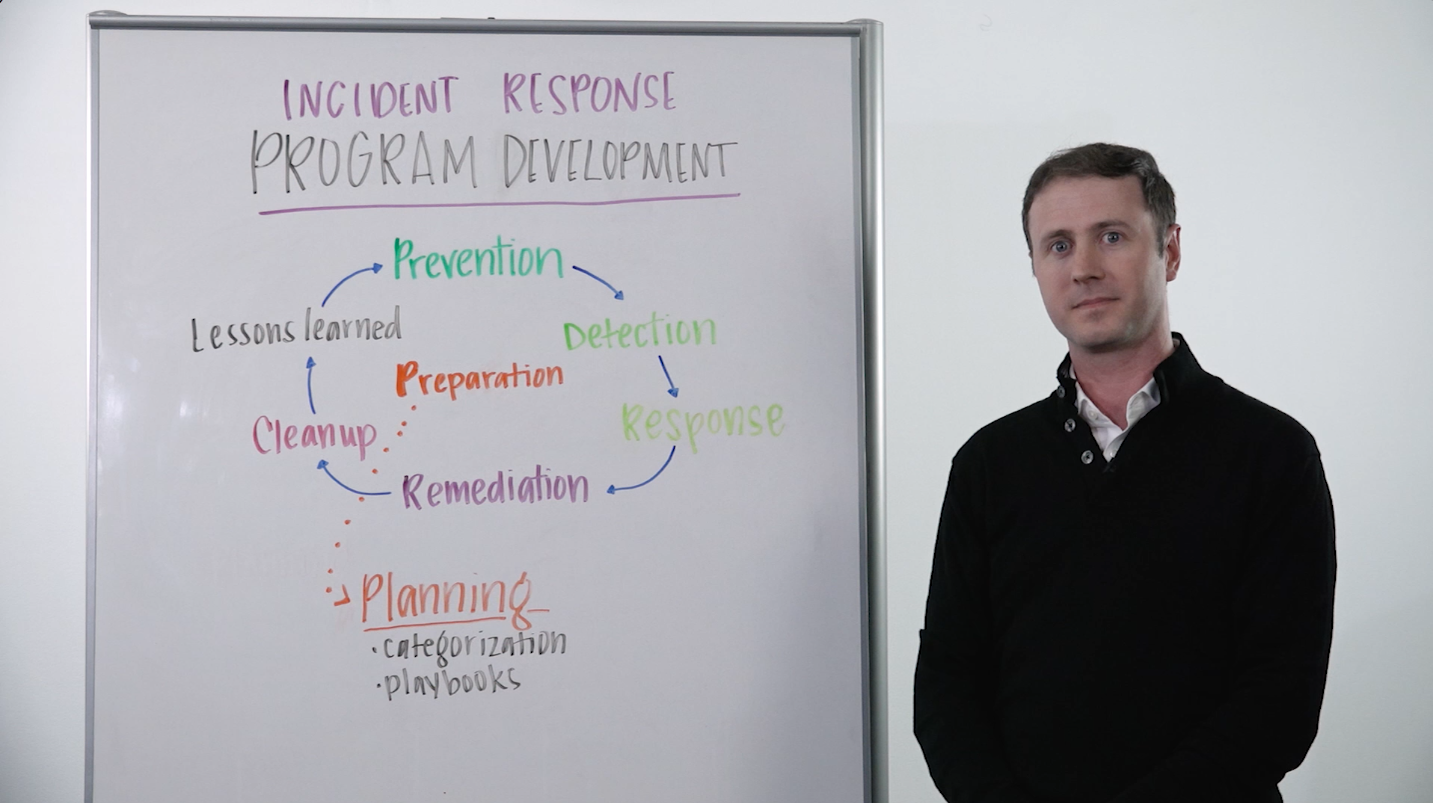 INCIDENT RESPONSE
PROGRAM DEVELOPMENT
Prevention
Lessons learned
Detection
Preparation
Response
Cleanup
Remediation
Planning
•categorization
•playbooks